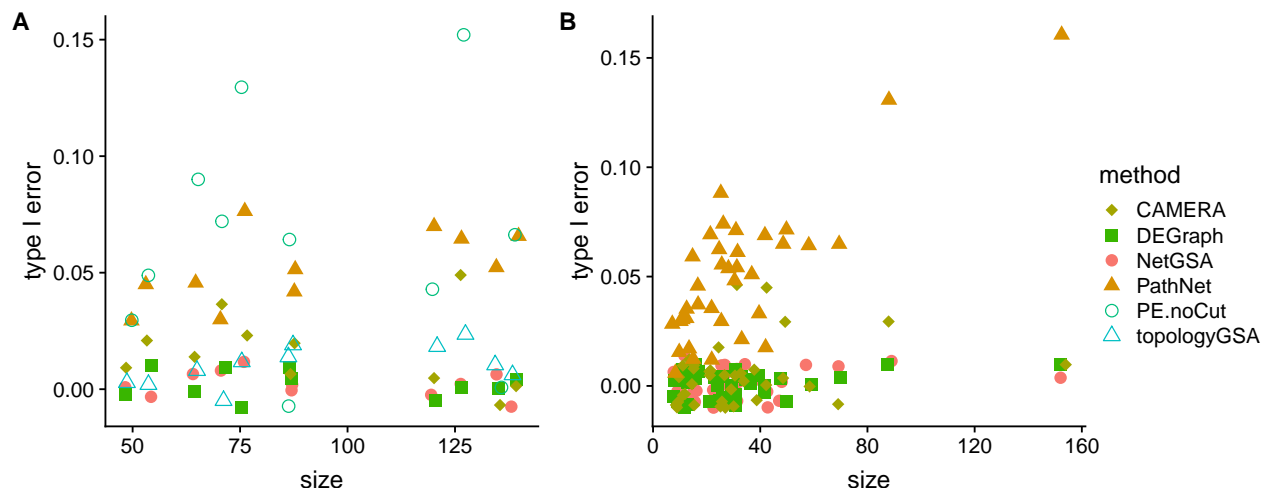 A
0.15
0.10
0.05
0.00
type I error
50
75
100
125
size
B
0.15
0.10
0.05
0.00
type I error
0
40
80
120
160
size
method
CAMERA
DEGraph
NetGSA
PathNet
PE.noCut
topologyGSA